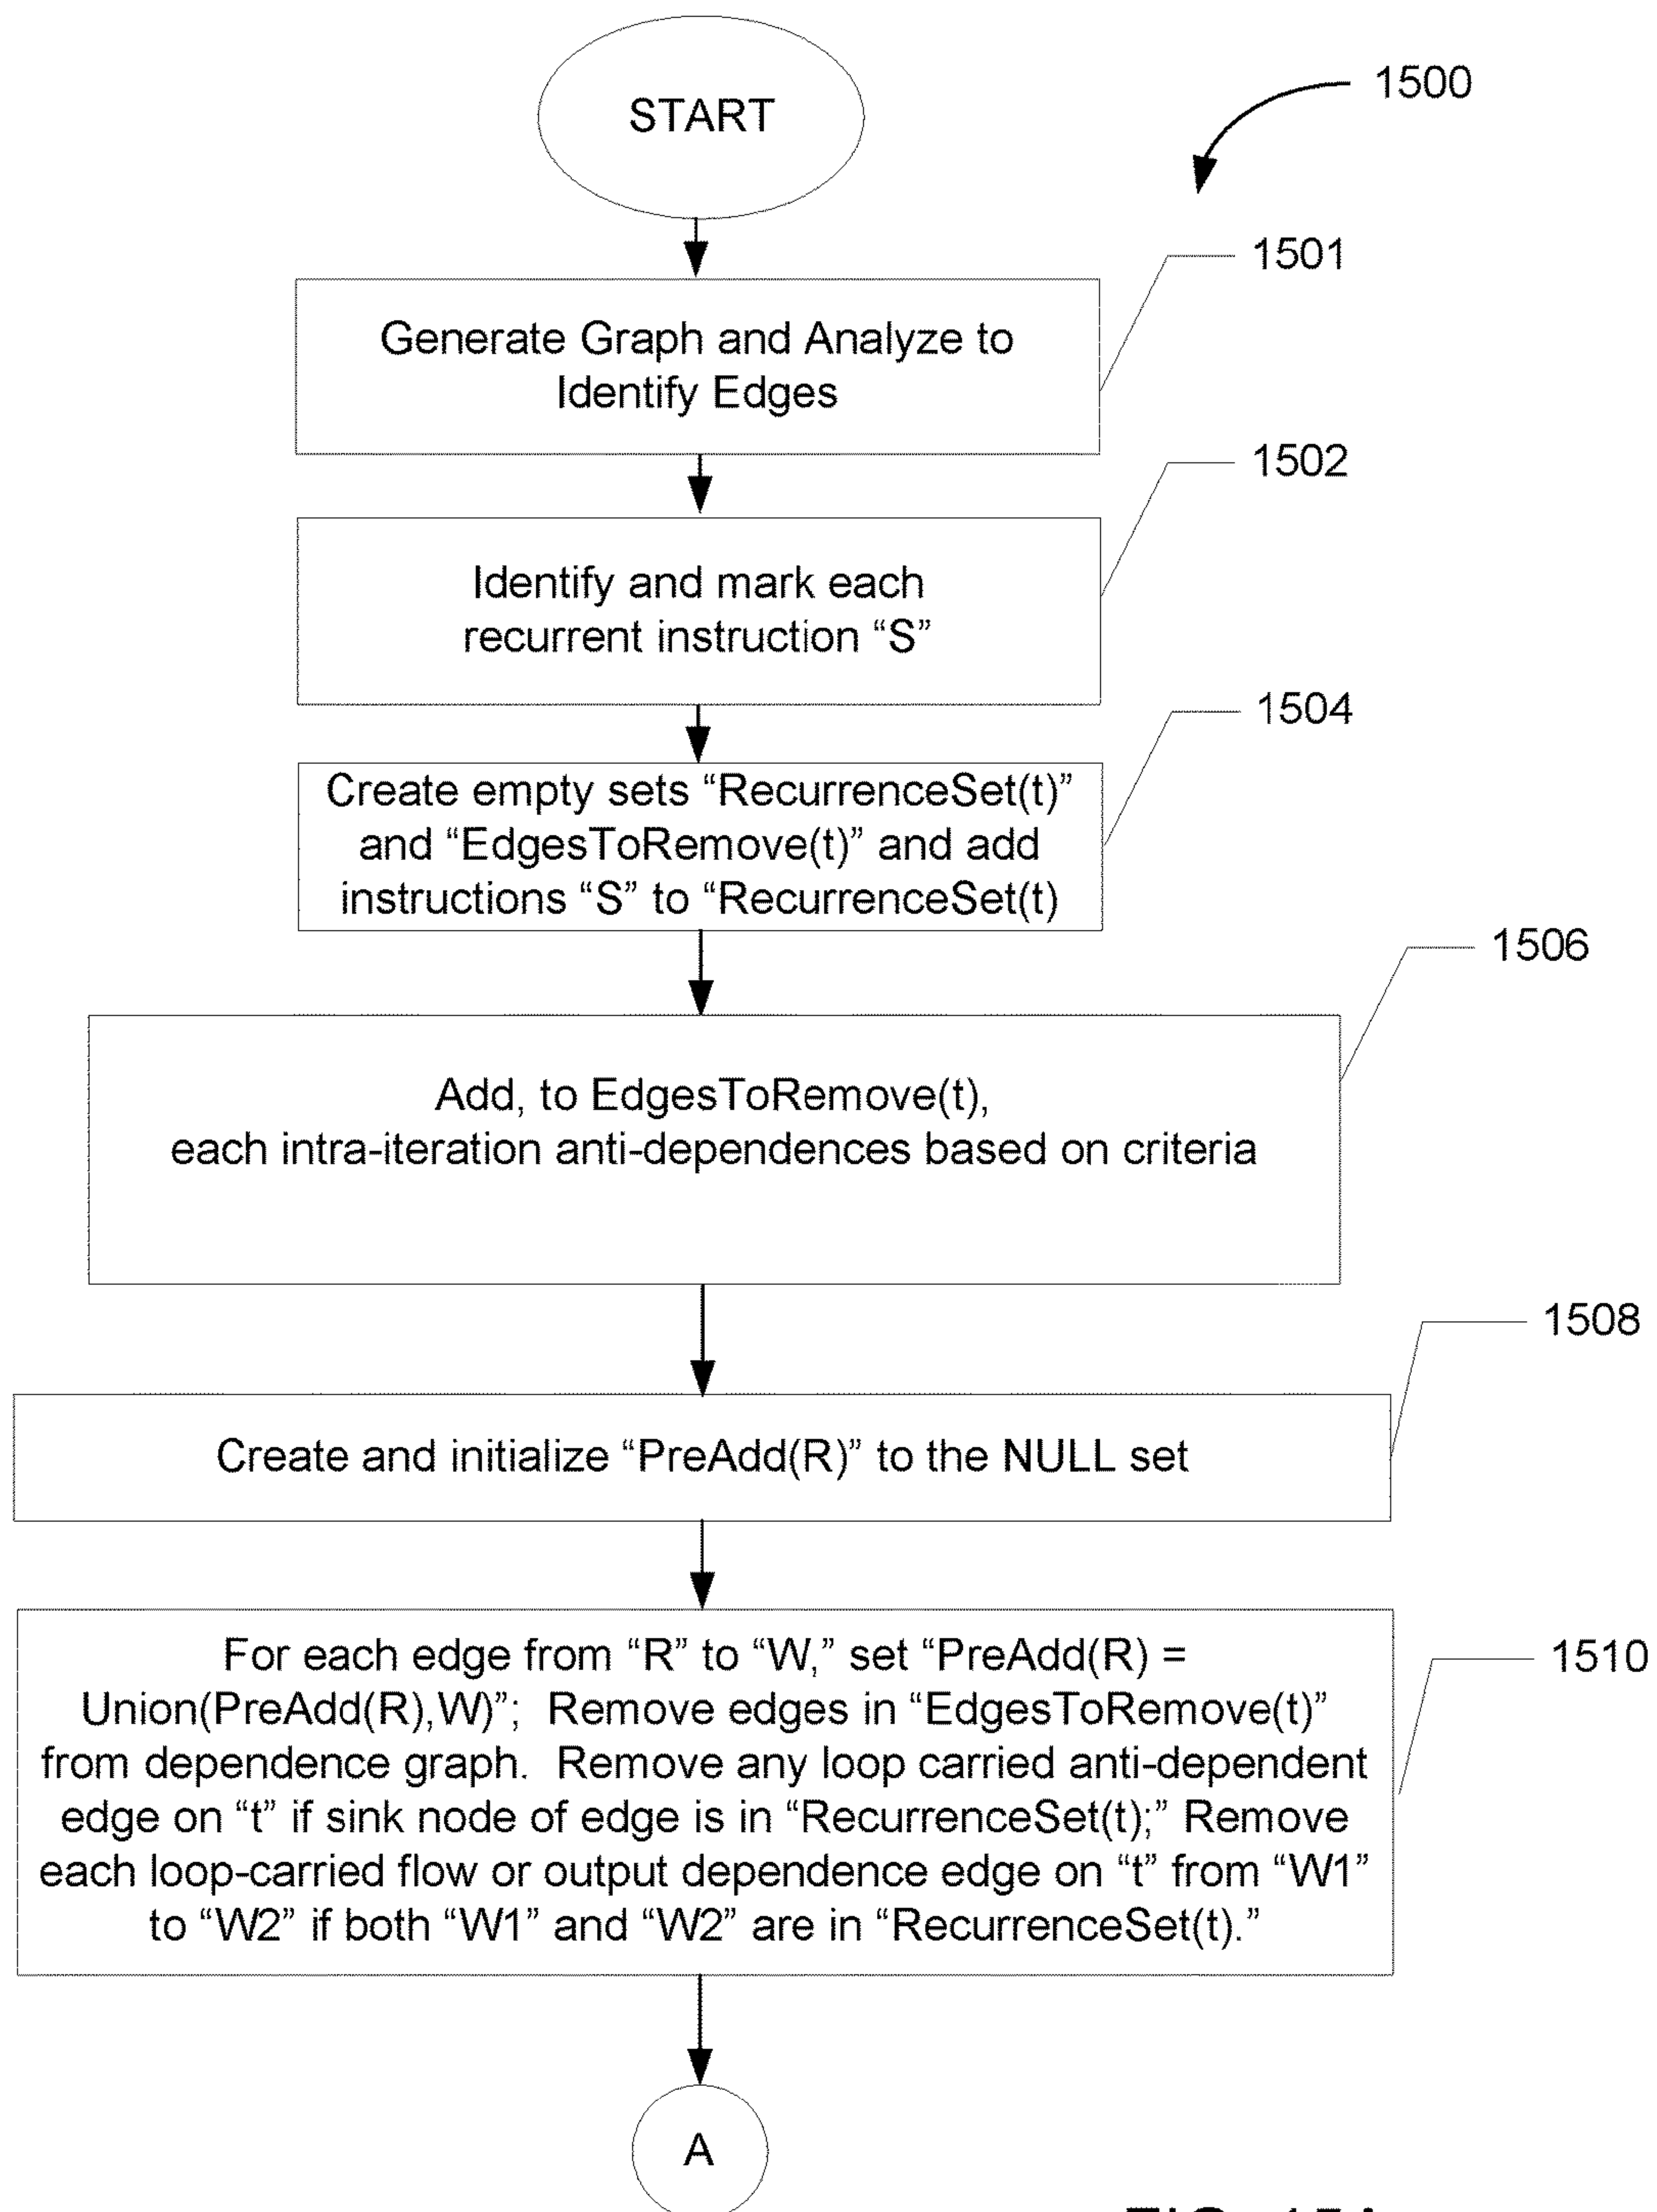 START
1500
1501
Generate Graph and Analyze to
Identify Edges
1502
Identify and mark each
recurrent instruction “S”
1504
Create empty sets “RecurrenceSet(t)”
and “EdgesToRemove(t)” and add
instructions “S” to “RecurrenceSet(t)
1506
Add, to EdgesToRemove(t),
each intra-iteration anti-dependences based on criteria
1508
Create and initialize “PreAdd(R)” to the NULL set
1510
For each edge from “R” to “W,” set “PreAdd(R) =
Union(PreAdd(R),W)”;  Remove edges in “EdgesToRemove(t)”
from dependence graph.  Remove any loop carried anti-dependent
edge on “t” if sink node of edge is in “RecurrenceSet(t);” Remove
each loop-carried flow or output dependence edge on “t” from “W1”
to “W2” if both “W1” and “W2” are in “RecurrenceSet(t).”
A